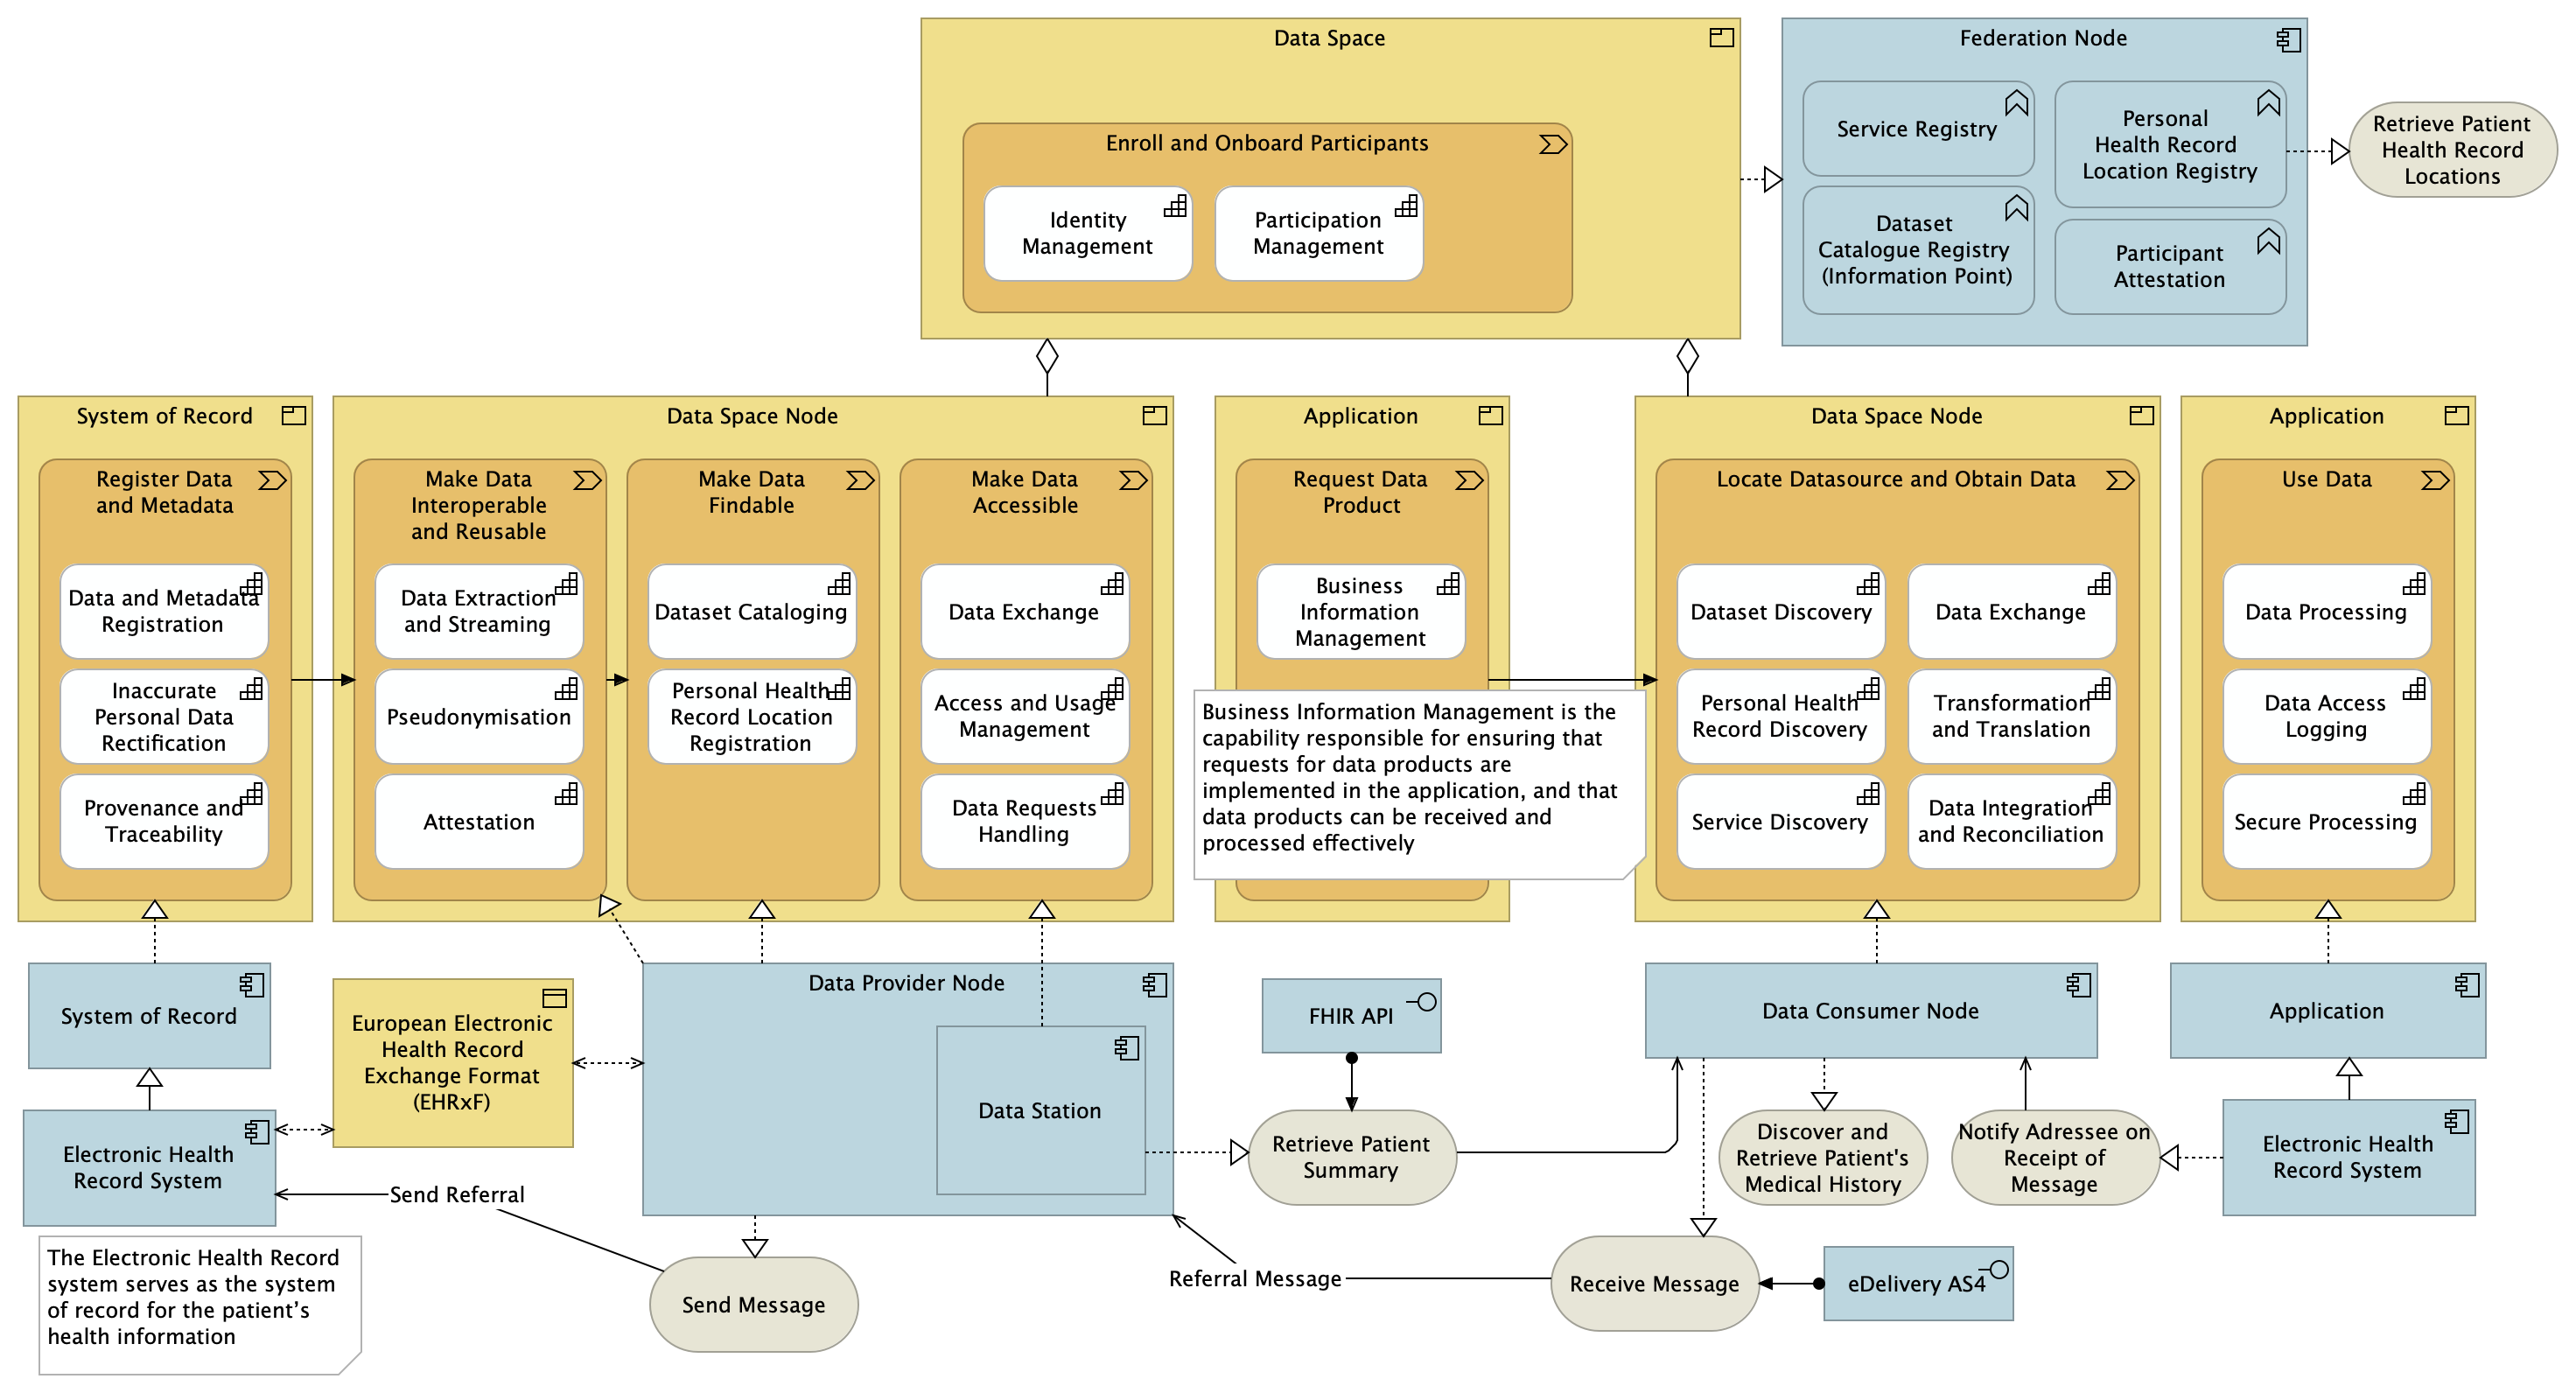 Data Space
Enroll and Onboard Participants
Identity
Management
Participation
Management
Federation Node
Service Registry
Personal
Health Record
Location Registry
Dataset
Catalogue Registry
(Information Point)
Participant
Attestation
Retrieve Patient
Health Record
Locations
System of Record
Register Data
and Metadata
Data and Metadata
Registration
Inaccurate
Personal Data
Rectification
Provenance and
Traceability
Data Space Node
Make Data
Interoperable
and Reusable
Data Extraction
and Streaming
Pseudonymisation
Attestation
Make Data
Findable
Dataset Cataloging
Personal Health
Record Location
Registration
Make Data
Accessible
Data Exchange
Access and Usage
Management
Data Requests
Handling
Application
Request Data
Product
Business
Information
Management
Business Information Management is the
capability responsible for ensuring that
requests for data products are
implemented in the application, and that
data products can be received and
processed effectively
Data Space Node
Locate Datasource and Obtain Data
Dataset Discovery
Data Exchange
Personal Health
Record Discovery
Transformation
and Translation
Service Discovery
Data Integration
and Reconciliation
Application
Use Data
Data Processing
Data Access
Logging
Secure Processing
System of Record
Electronic Health
Record System
European Electronic
Health Record
Exchange Format
(EHRxF)
Data Provider Node
Data Station
FHIR API
Retrieve Patient
Summary
Data Consumer Node
Discover and
Retrieve Patient's
Medical History
Notify Adressee on
Receipt of
Message
Application
Electronic Health
Record System
Send Referral
Send Message
Referral Message
Receive Message
eDelivery AS4
The Electronic Health Record
system serves as the system
of record for the patient’s
health information